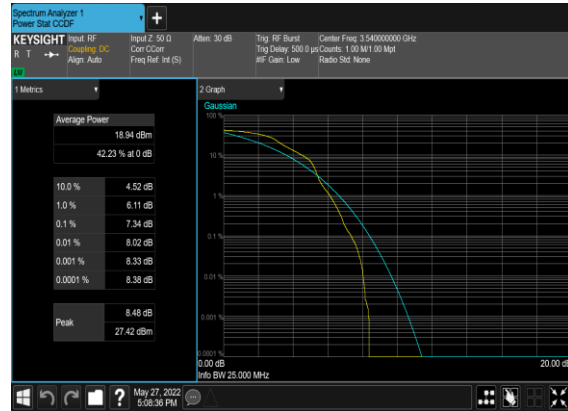 Spectrum Analyzer 1
Power Stat CCDF
KEYSIGHT
R T
LXI
Input: RF
Coupling: DC
Align: Auto
Input Z: 50 Ω
Corr CCorr
Freq Ref: Int (S)
Atten: 30 dB
Trig: RF Burst
Trig Delay: 500.0 µs
#IF Gain: Low
Center Freq: 3.540000000 GHz
Counts: 1.00 M/1.00 Mpt
Radio Std: None
1 Metrics
Average Power
18.94 dBm
42.23 % at 0 dB
10.0 % 4.52 dB
1.0 % 6.11 dB
0.1 % 7.34 dB
0.01 % 8.02 dB
0.001 % 8.33 dB
0.0001 % 8.38 dB
Peak
8.48 dB
27.42 dBm
2 Graph
Gaussian
100 %
10 %
1 %
0.1 %
0.01 %
0.001 %
0.0001 %
0.00 dB
20.00 dB
Info BW 25.000 MHz
?
May 27, 2022
5:08:36 PM